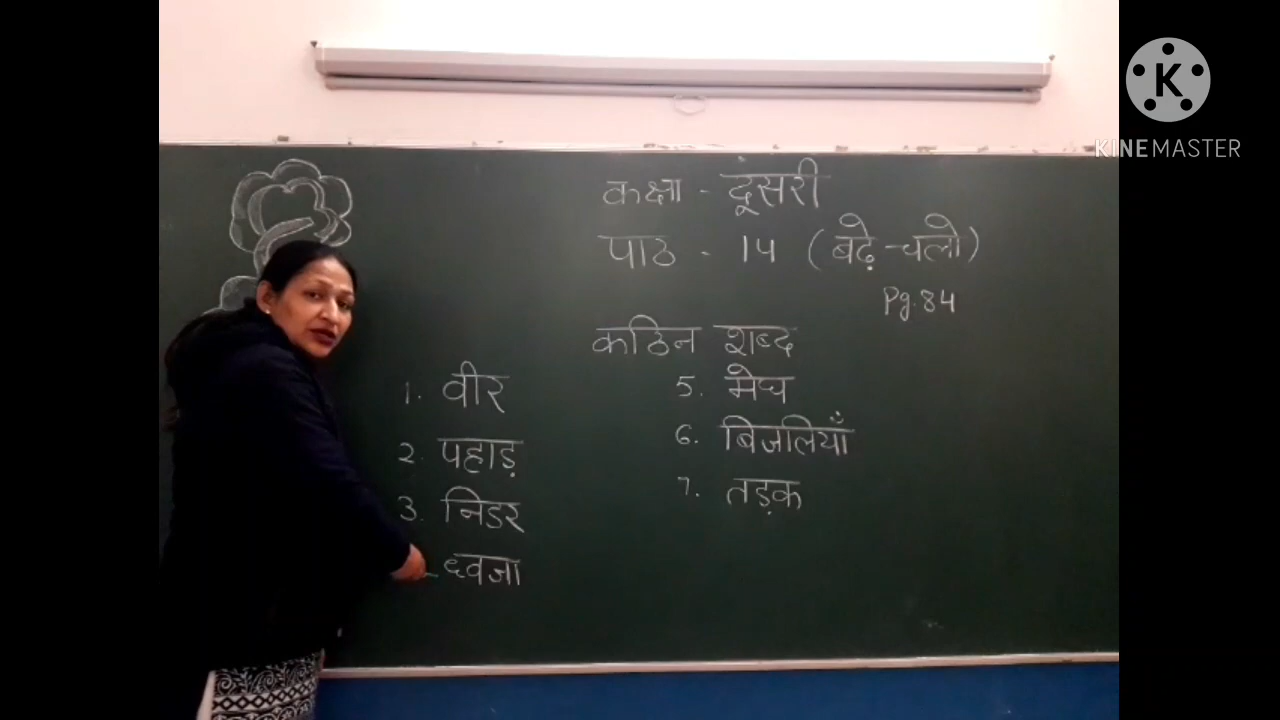 कक्षा - दूसरी
पाठ - 14 (बढ़े-चलो)
Pg. 84
कठिन शब्द
1. वीर
2. पहाड़
3. निडर
ध्वजा
5. मेघ
6. बिजलियाँ
7. तड़क
K
KINEMASTER